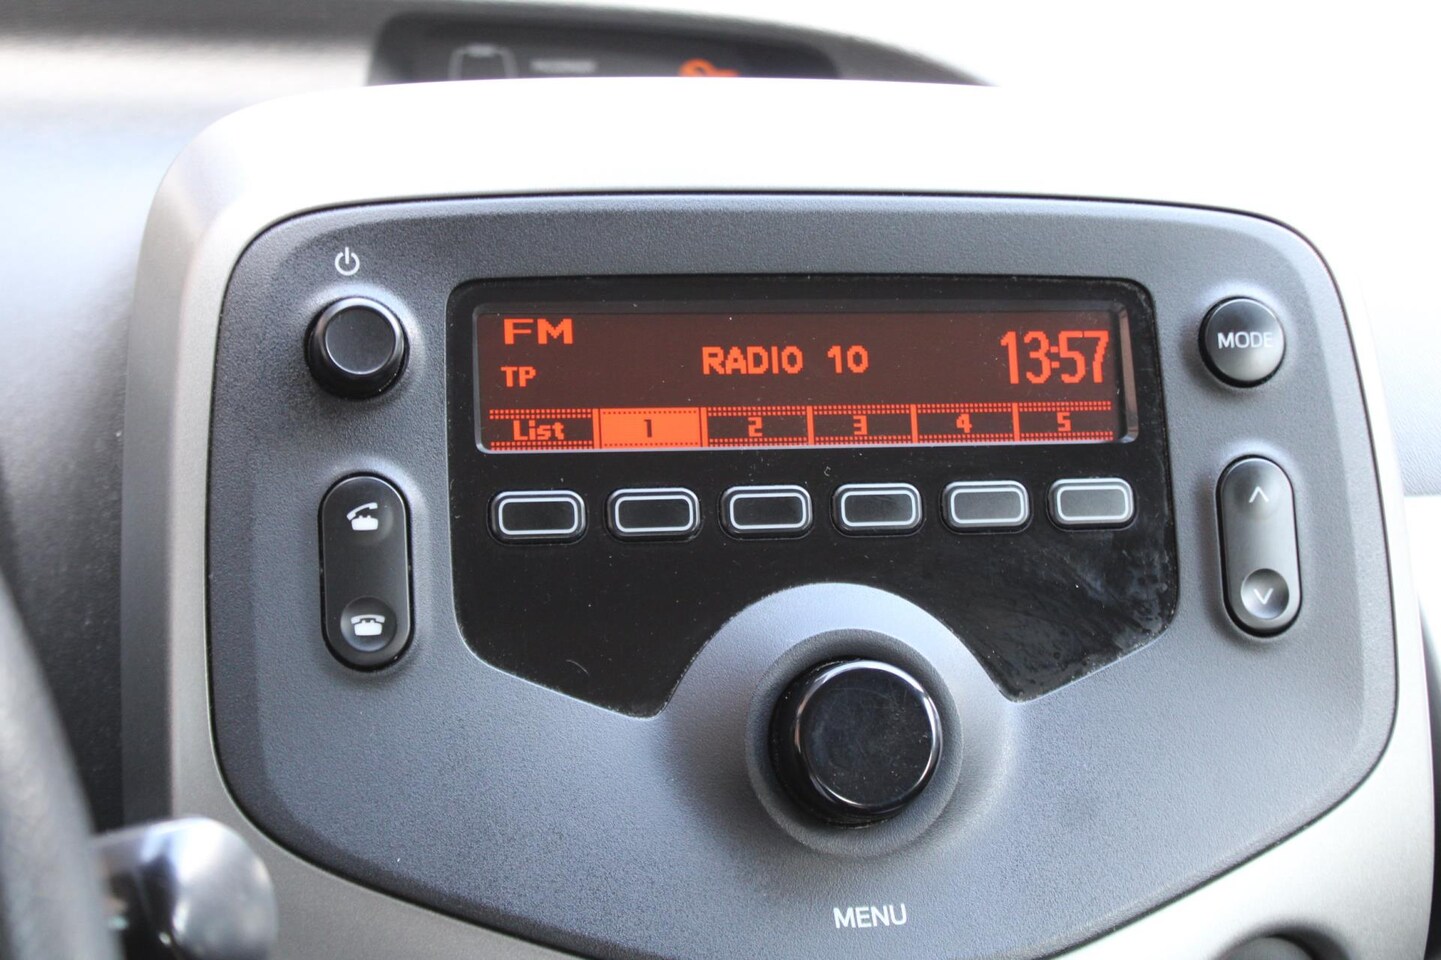 FM
RADIO 10
13:57
TP
List 1 2 3 4 5
MODE
MENU